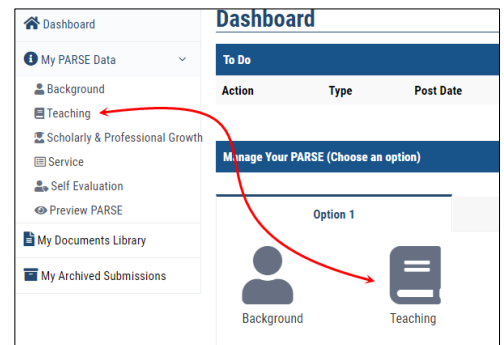 Dashboard
My PARSE Data
Background
Teaching
Scholarly & Professional Growth
Service
Self Evaluation
Preview PARSE
My Documents Library
My Archived Submissions
Dashboard
To Do
Action Type Post Date
Manage Your PARSE (Choose an option)
Option 1
Background Teaching